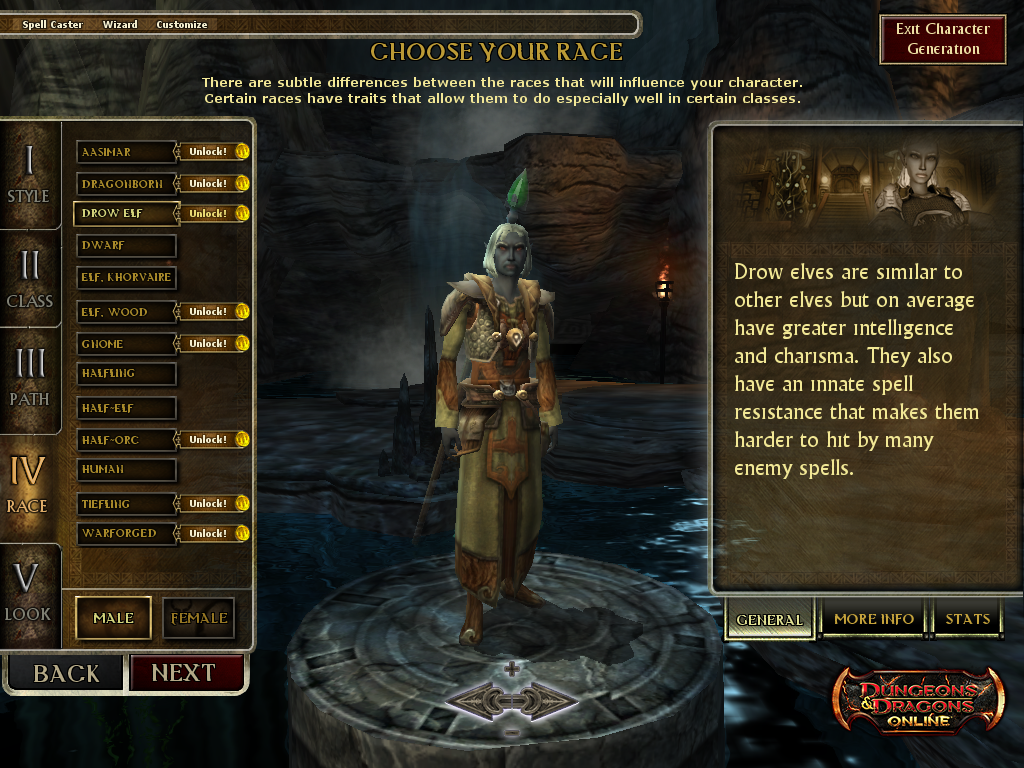 Spell Caster Wizard Customize
Exit Character
Generation
CHOOSE YOUR RACE
There are subtle differences between the races that will influence your character.
Certain races have traits that allow them to do especially well in certain classes.
I
STYLE
II
CLASS
III
PATH
IV
RACE
V
LOOK
AASIMAR Unlock!
DRAGONBORN Unlock!
DROW ELF Unlock!
DWARF
ELF, KHORVAIRE
ELF, WOOD Unlock!
GNOME Unlock!
HALFLING
HALF-ELF
HALF-ORC Unlock!
HUMAN
TIEFLING Unlock!
WARFORGED Unlock!
MALE FEMALE
BACK NEXT
Drow elves are similar to
other elves but on average
have greater intelligence
and charisma. They also
have an innate spell
resistance that makes them
harder to hit by many
enemy spells.
GENERAL MORE INFO STATS
DUNGEONS
& DRAGONS
ONLINE